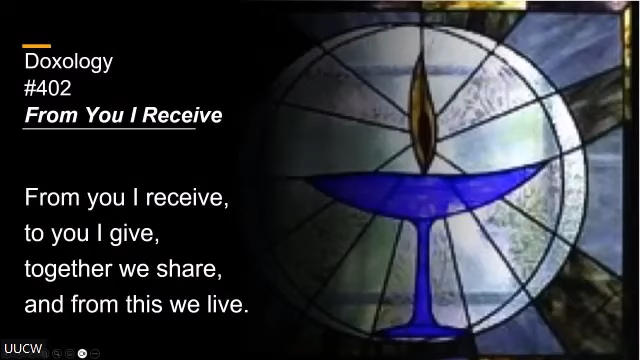 Doxology
#402
From You I Receive
From you I receive,
to you I give,
together we share,
and from this we live.
UUCW